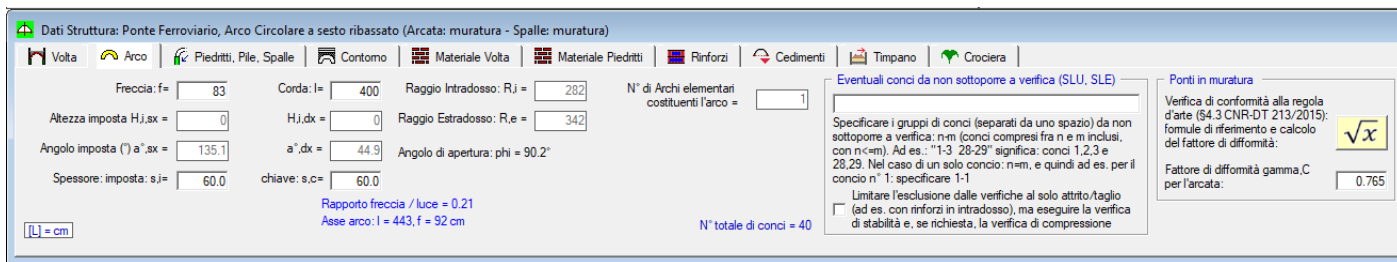 Dati Struttura: Ponte Ferroviario, Arco Circolare a sesto ribassato (Arcata: muratura - Spalle: muratura)
Volta Arco Piedritti, Pile, Spalle Contorno Materiale Volta Materiale Piedritti Rinforzi Cedimenti Timpano Crociera
Freccia: f= 83 Corda: l= 400 Raggio Intradosso: R,i = 282
Altezza imposta H,i,sx = 0 H,i,dx = 0 Raggio Estradosso: R,e = 342
Angolo imposta (°) a°,sx = 135.1 a°,dx = 44.9 Angolo di apertura: phi = 90.2°
Spessore: imposta: s,i= 60.0 chiave: s,c= 60.0
Rapporto freccia / luce = 0.21
Asse arco: l = 443, f = 92 cm
[L] = cm
N° di Archi elementari
costituenti l'arco = 1
N° totale di conci = 40
Eventuali conci da non sottoporre a verifica (SLU, SLE)
Specificare i gruppi di conci (separati da uno spazio) da non
sottoporre a verifica: n-m (conci compresi fra n e m inclusi,
con n<=m). Ad es.: "1-3 28-29" significa: conci 1,2,3 e
28,29. Nel caso di un solo concio: n=m, e quindi ad es. per il
concio n° 1: specificare 1-1
Limitare l'esclusione dalle verifiche al solo attrito/taglio
(ad es. con rinforzi in intradosso), ma eseguire la verifica
di stabilità e, se richiesta, la verifica di compressione
Ponti in muratura
Verifica di conformità alla regola
d'arte (§4.3 CNR-DT 213/2015):
formule di riferimento e calcolo
del fattore di difformità:
√x
Fattore di difformità gamma,C
per l'arcata: 0.765